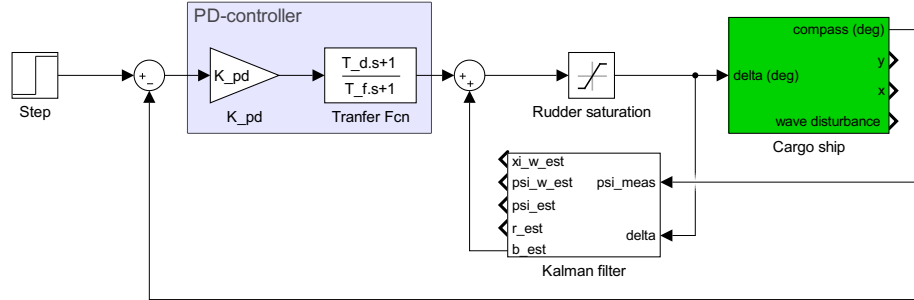 PD-controller
compass (deg)
y
x
wave disturbance
delta (deg)
Cargo ship
Step
+
−
K_pd
K_pd
T_d.s+1
T_f.s+1
Tranfer Fcn
+
+
Rudder saturation
xi_w_est
psi_w_est
psi_est
r_est
b_est
psi_meas
delta
Kalman filter